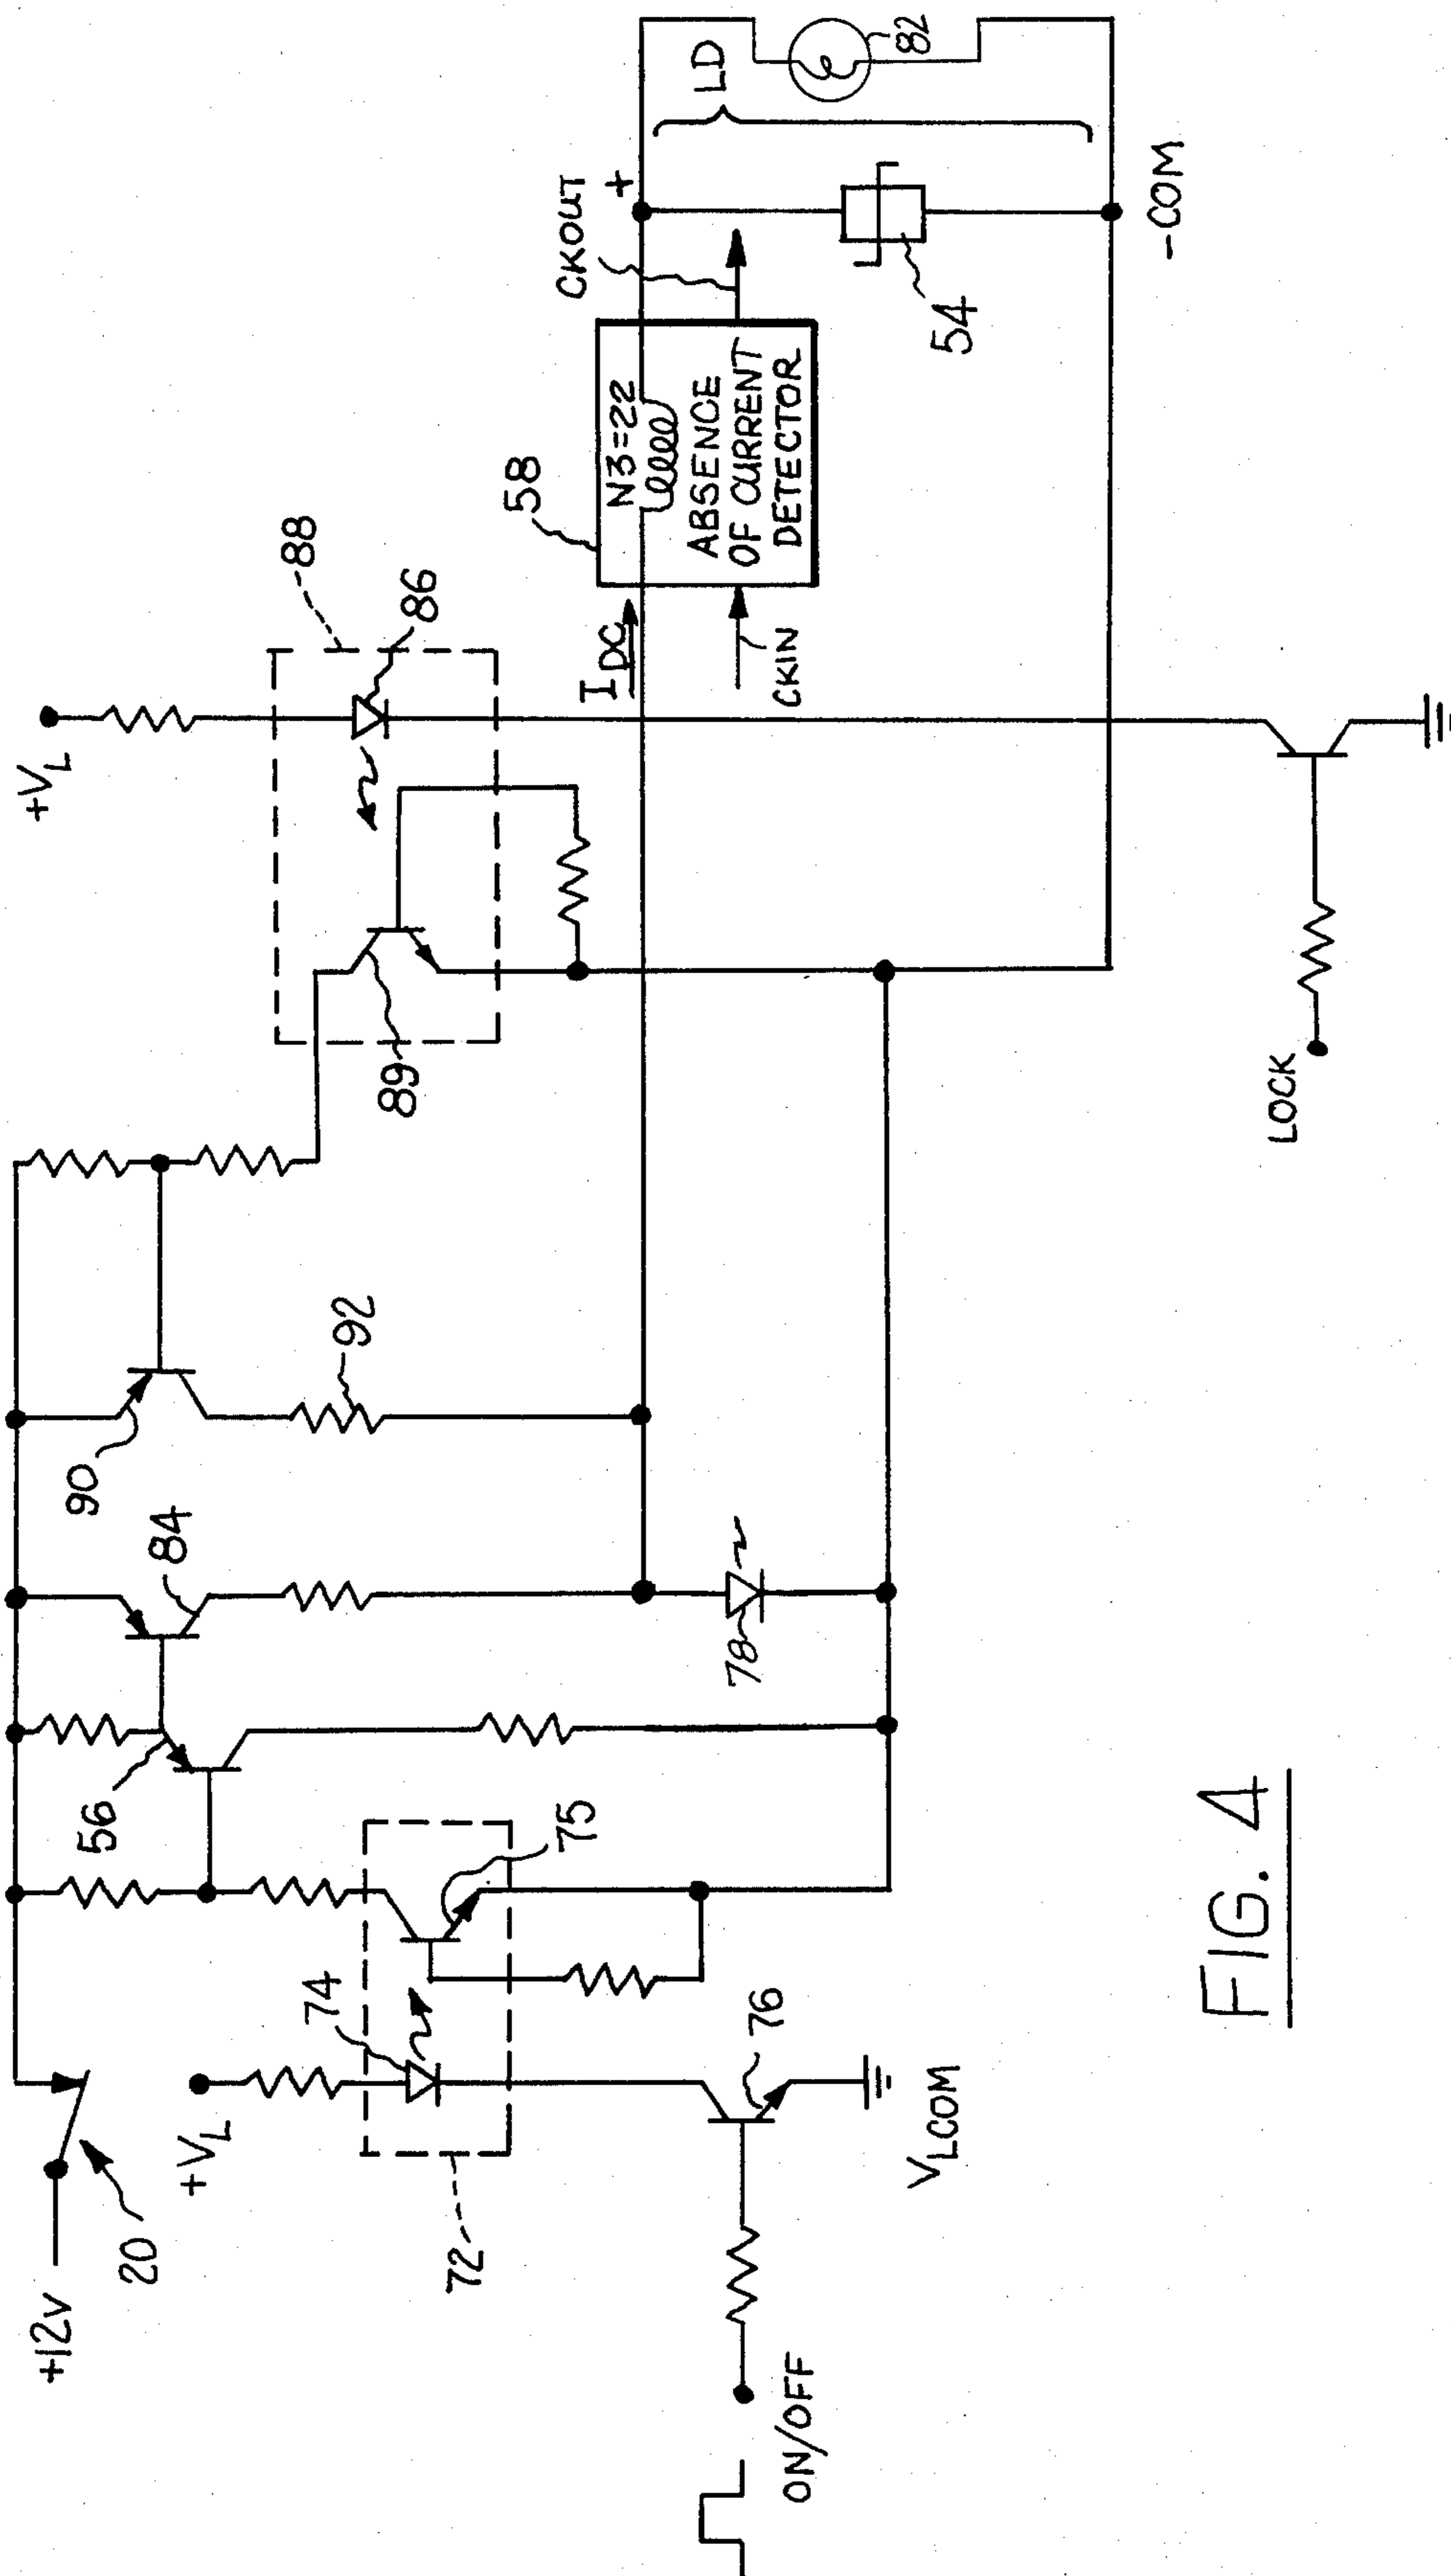 +12v
20
+VL
74
72
75
76
VLCOM
ON/OFF
56
84
90
92
78
89
88
86
+VL
LOCK
IDC
CKIN
58
N3=22
ABSENCE
OF CURRENT
DETECTOR
CKOUT
+
54
-COM
LD
82
FIG. 4